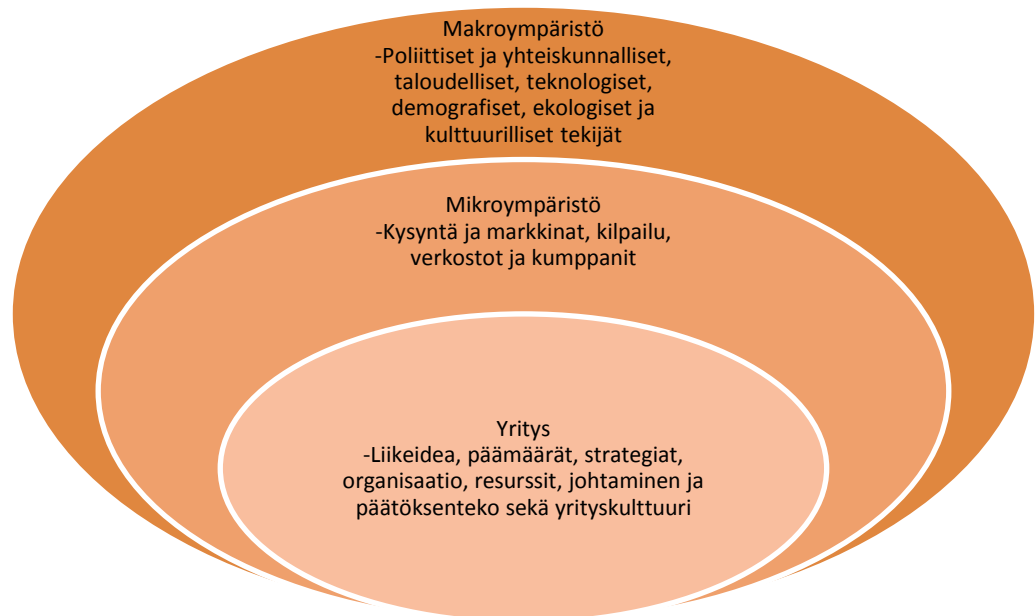 Makroympäristö
-Poliittiset ja yhteiskunnalliset,
taloudelliset, teknologiset,
demografiset, ekologiset ja
kulttuurilliset tekijät
Mikroympäristö
-Kysyntä ja markkinat, kilpailu,
verkostot ja kumppanit
Yritys
-Liikeidea, päämäärät, strategiat,
organisaatio, resurssit, johtaminen ja
päätöksenteko sekä yrityskulttuuri